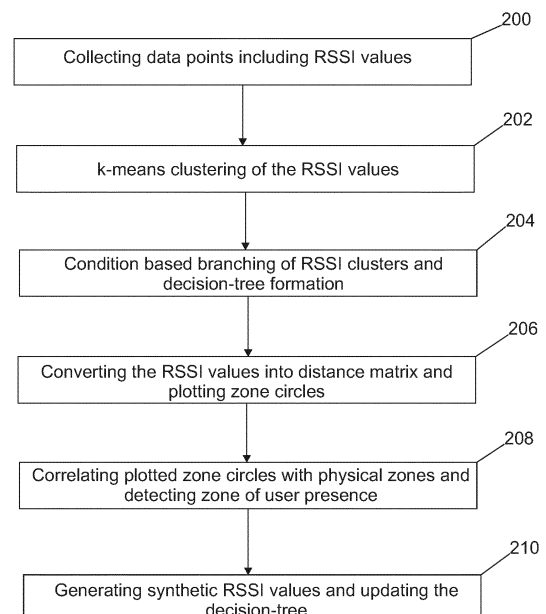 200
Collecting data points including RSSI values
202
k-means clustering of the RSSI values
204
Condition based branching of RSSI clusters and
decision-tree formation
206
Converting the RSSI values into distance matrix and
plotting zone circles
208
Correlating plotted zone circles with physical zones and
detecting zone of user presence
210
Generating synthetic RSSI values and updating the
decision-tree